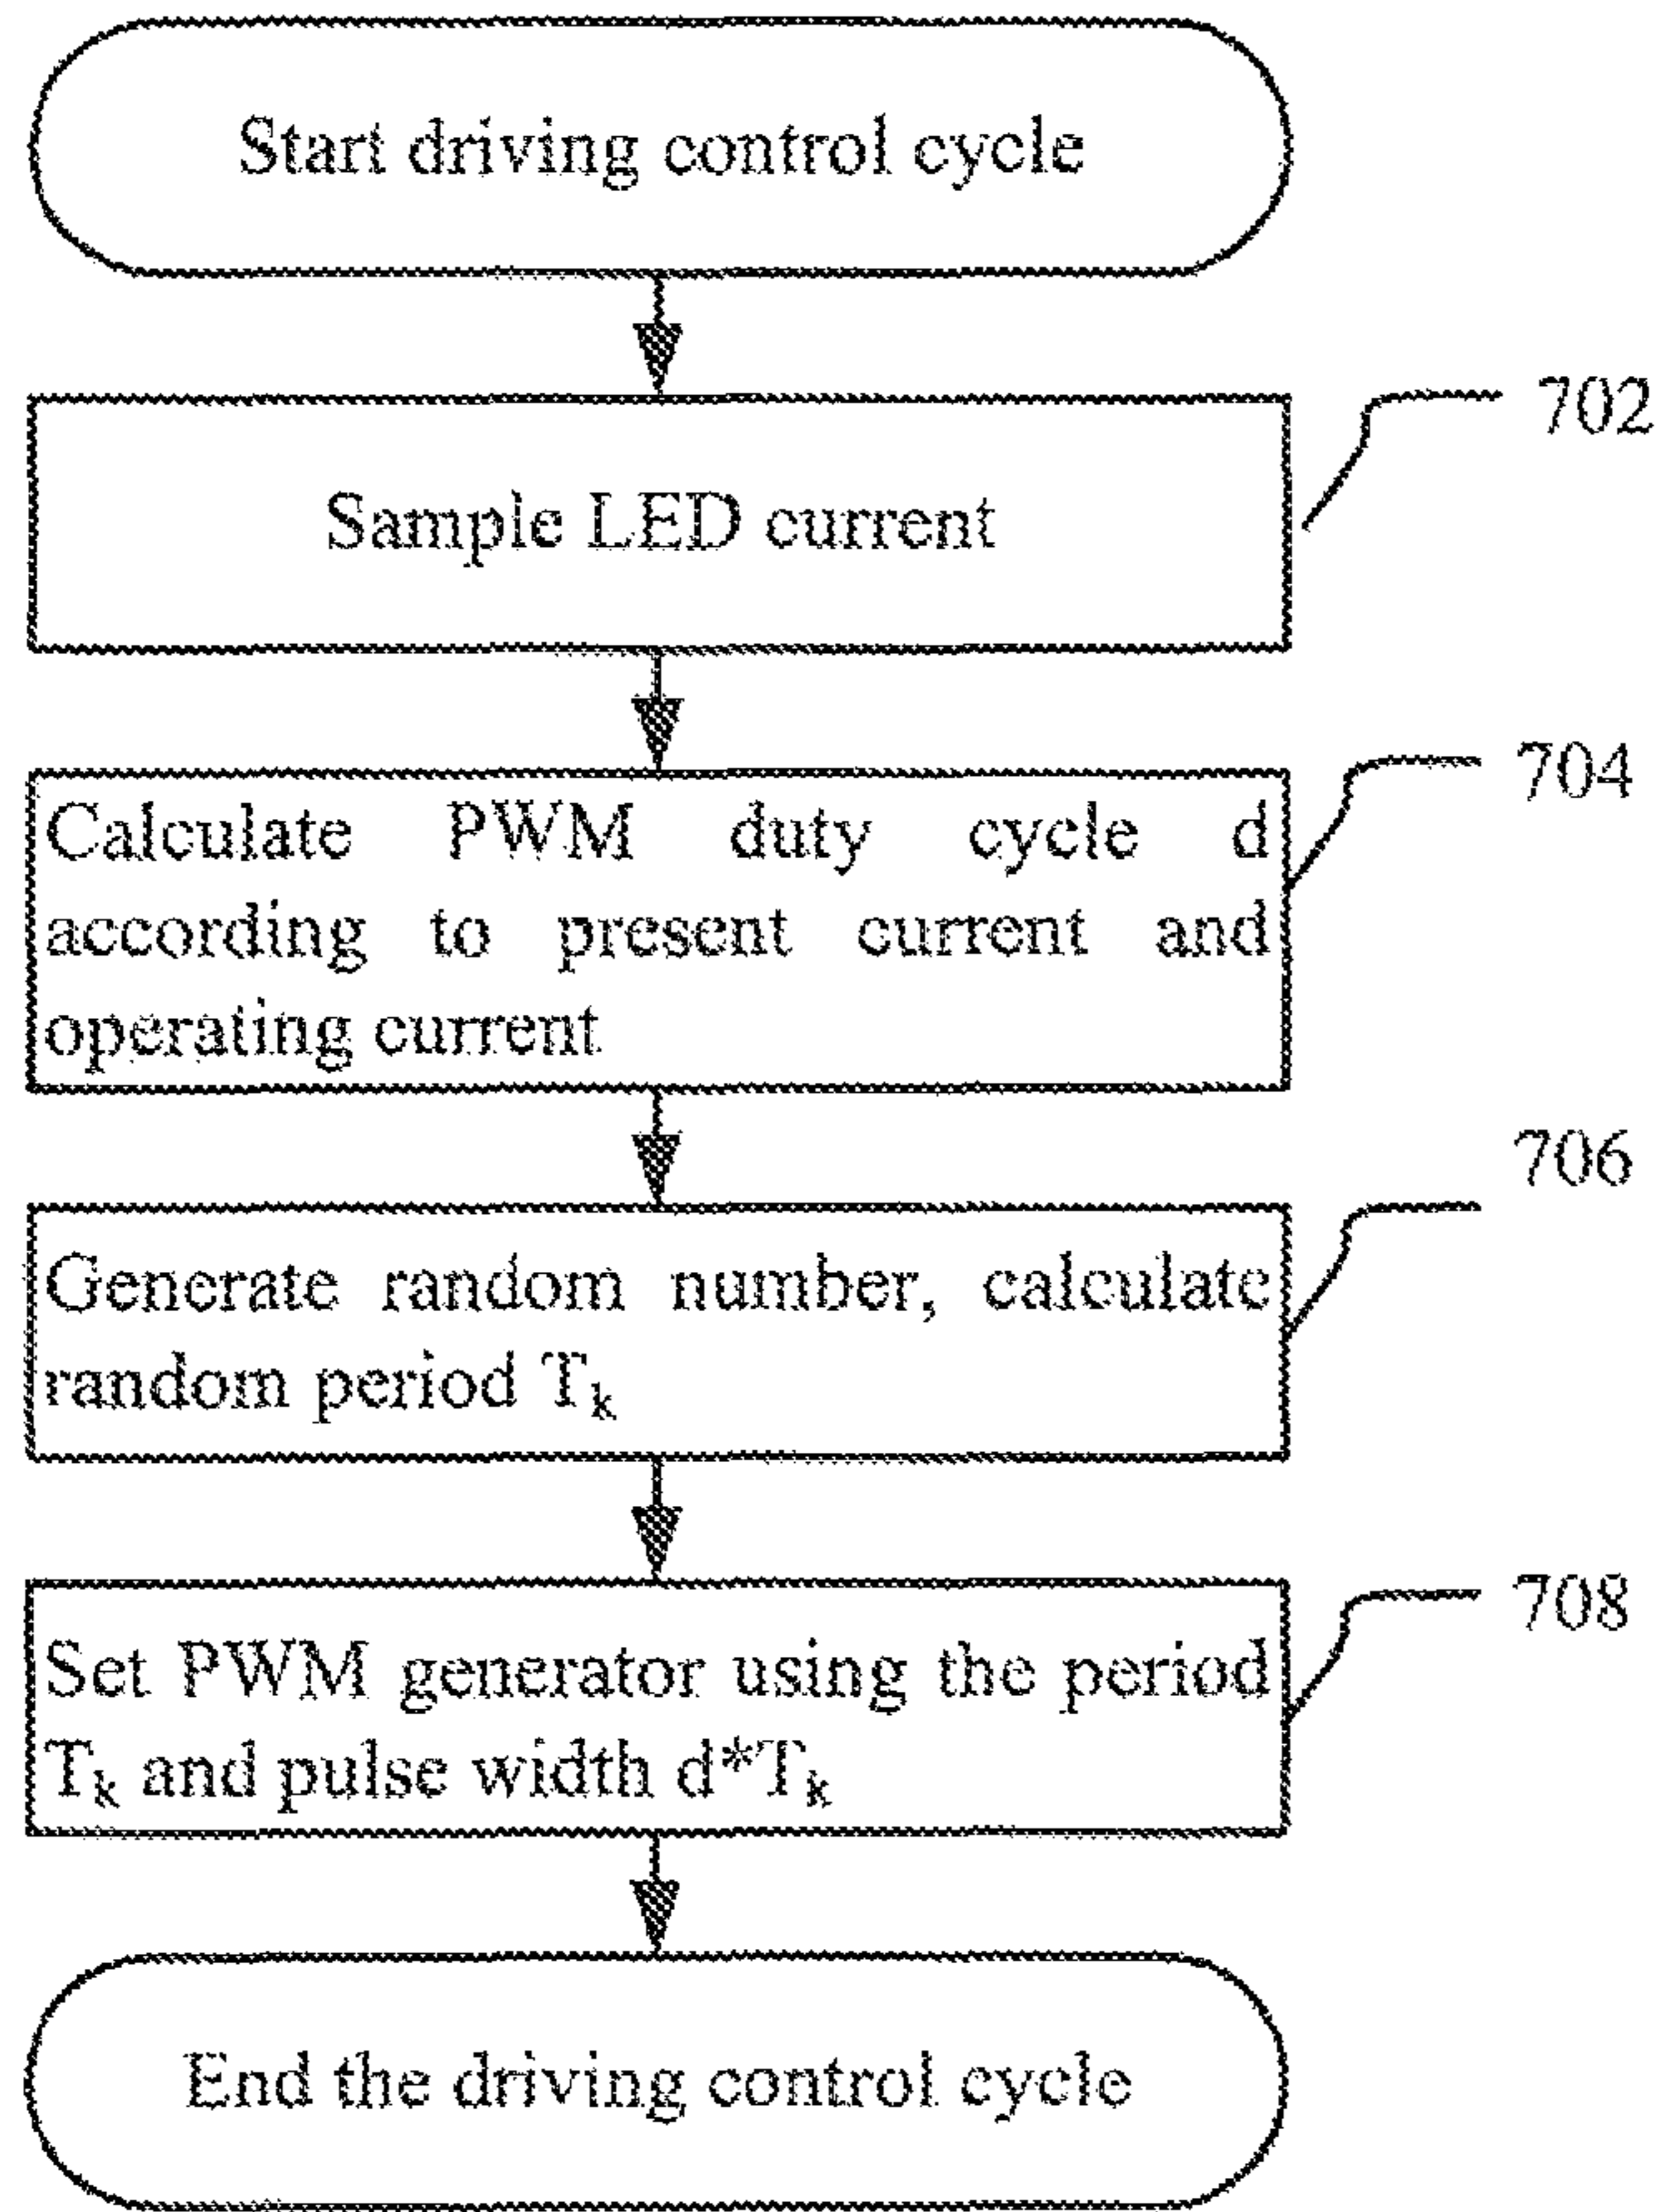 Start driving control cycle
702
Sample LED current
704
Calculate PWM duty cycle d
according to present current and
operating current
706
Generate random number, calculate
random period Tₖ
708
Set PWM generator using the period
Tₖ and pulse width d*Tₖ
End the driving control cycle